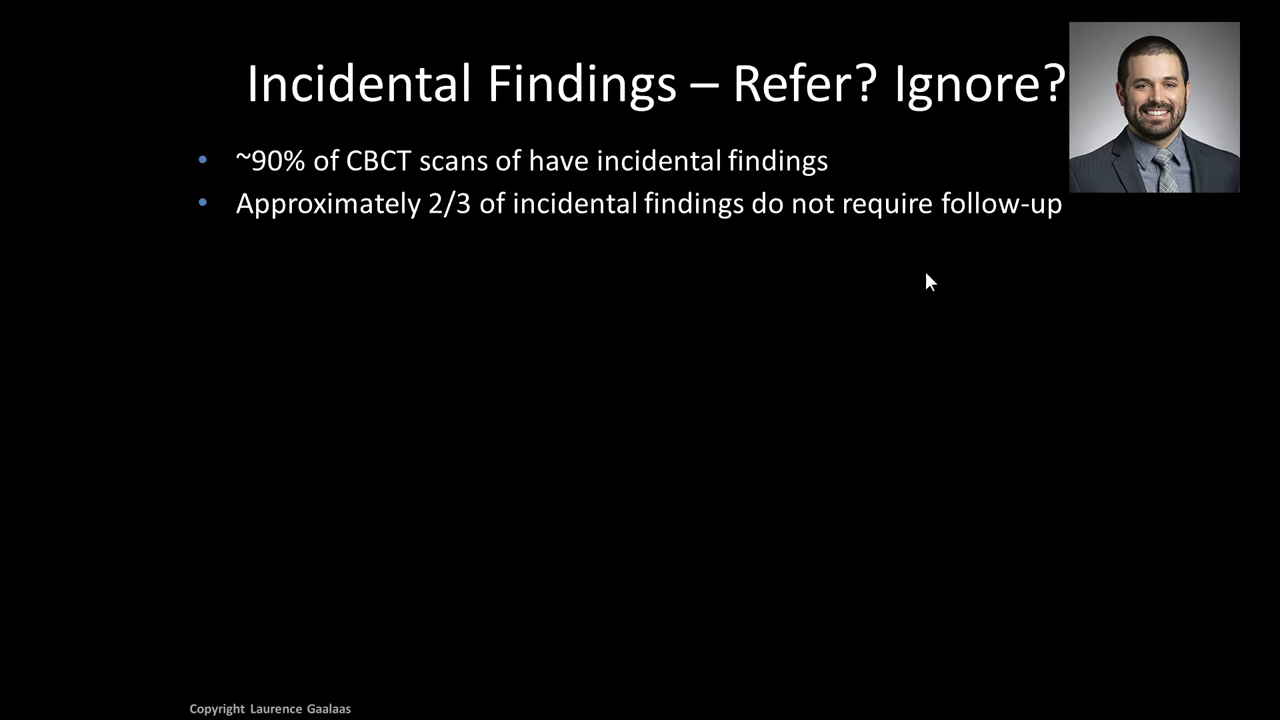 Incidental Findings – Refer? Ignore?
• ~90% of CBCT scans of have incidental findings
• Approximately 2/3 of incidental findings do not require follow-up
Copyright Laurence Gaalaas